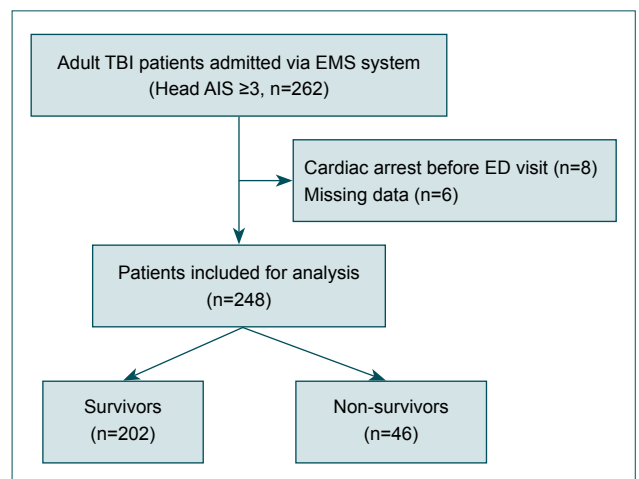 Adult TBI patients admitted via EMS system
(Head AIS ≥3, n=262)
Cardiac arrest before ED visit (n=8)
Missing data (n=6)
Patients included for analysis
(n=248)
Survivors
(n=202)
Non-survivors
(n=46)